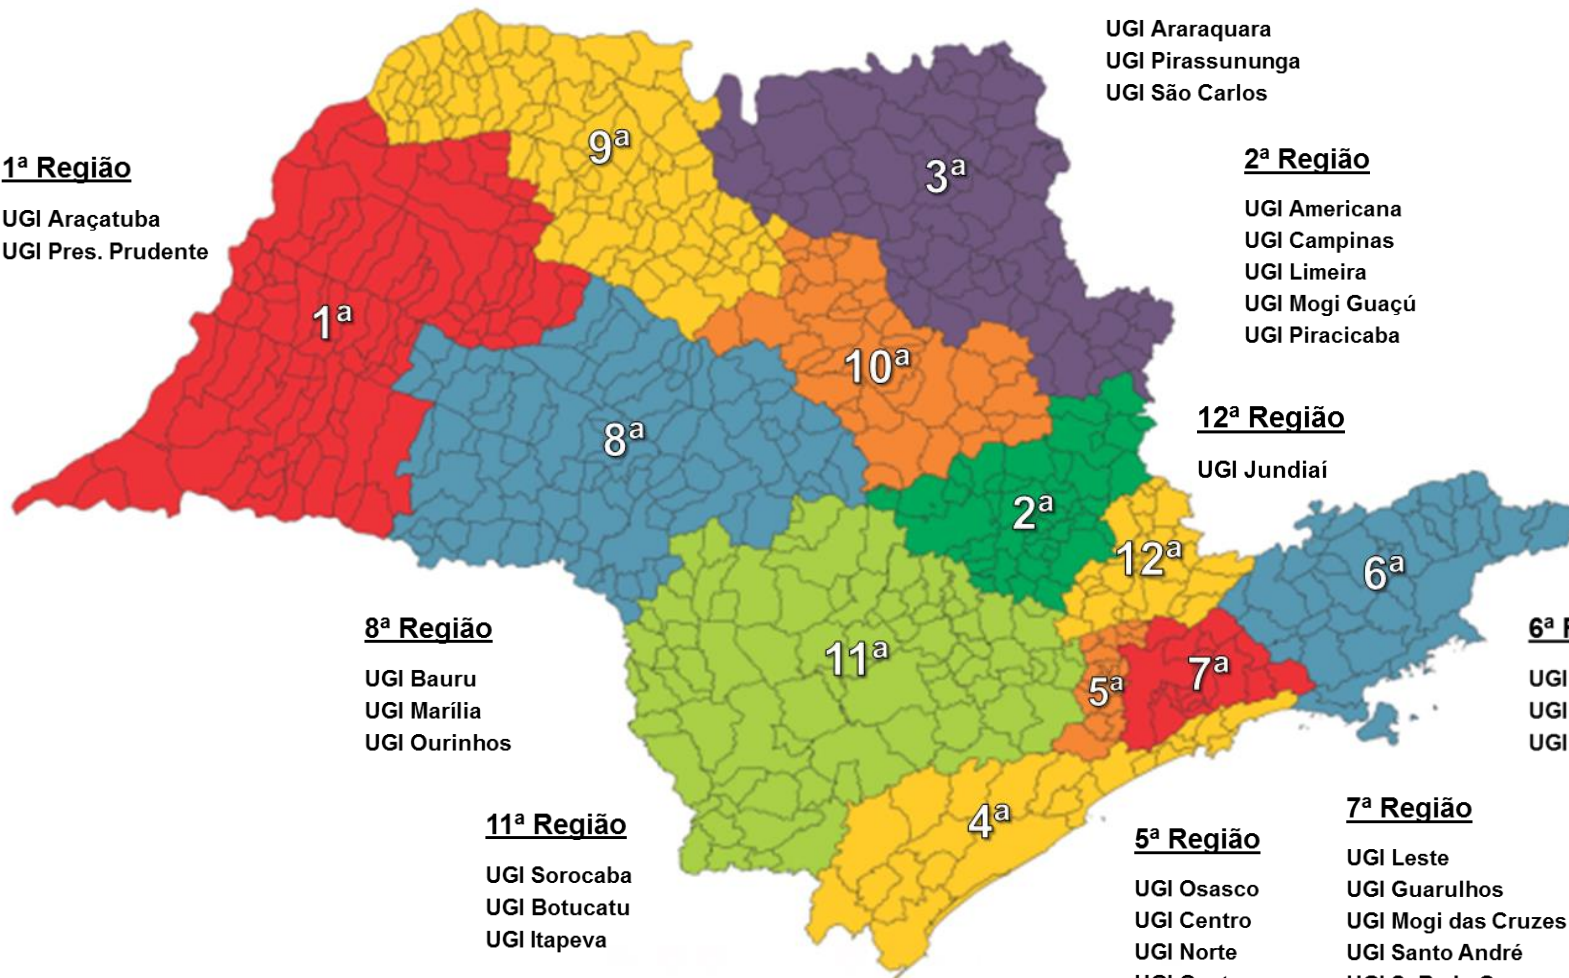 UGI Araraquara
UGI Pirassununga
UGI São Carlos
1ª Região
UGI Araçatuba
UGI Pres. Prudente
2ª Região
UGI Americana
UGI Campinas
UGI Limeira
UGI Mogi Guaçú
UGI Piracicaba
9ª
3ª
1ª
10ª
8ª
2ª
12ª
6ª
11ª
5ª
7ª
4ª
12ª Região
UGI Jundiaí
8ª Região
UGI Bauru
UGI Marília
UGI Ourinhos
6ª
UGI
UGI
UGI
11ª Região
UGI Sorocaba
UGI Botucatu
UGI Itapeva
5ª Região
UGI Osasco
UGI Centro
UGI Norte
7ª Região
UGI Leste
UGI Guarulhos
UGI Mogi das Cruzes
UGI Santo André